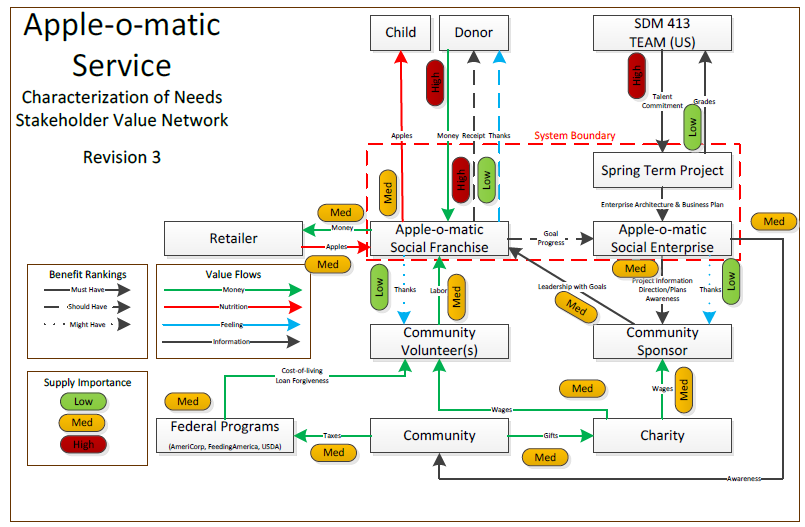 Apple-o-matic
Service
Characterization of Needs
Stakeholder Value Network
Revision 3
Child
Donor
SDM 413
TEAM (US)
High
High
Talent
Commitment
Grades
Low
Apples
Money
Receipt
Thanks
System Boundary
Med
High
Low
Spring Term Project
Enterprise Architecture & Business Plan
Med
Money
Retailer
Apples
Med
Apple-o-matic
Social Franchise
Goal
Progress
Apple-o-matic
Social Enterprise
Med
Benefit Rankings
Must Have
Should Have
Might Have
Value Flows
Money
Nutrition
Feeling
Information
Low
Thanks
Labor
Med
Leadership with Goals
Med
Med
Project Information
Direction/Plans
Awareness
Thanks
Low
Community
Volunteer(s)
Community
Sponsor
Supply Importance
Low
Med
High
Cost-of-living
Loan Forgiveness
Med
Med
Wages
Med
Wages
Federal Programs
(AmeriCorp, FeedingAmerica, USDA)
Taxes
Med
Community
Gifts
Med
Charity
Awareness